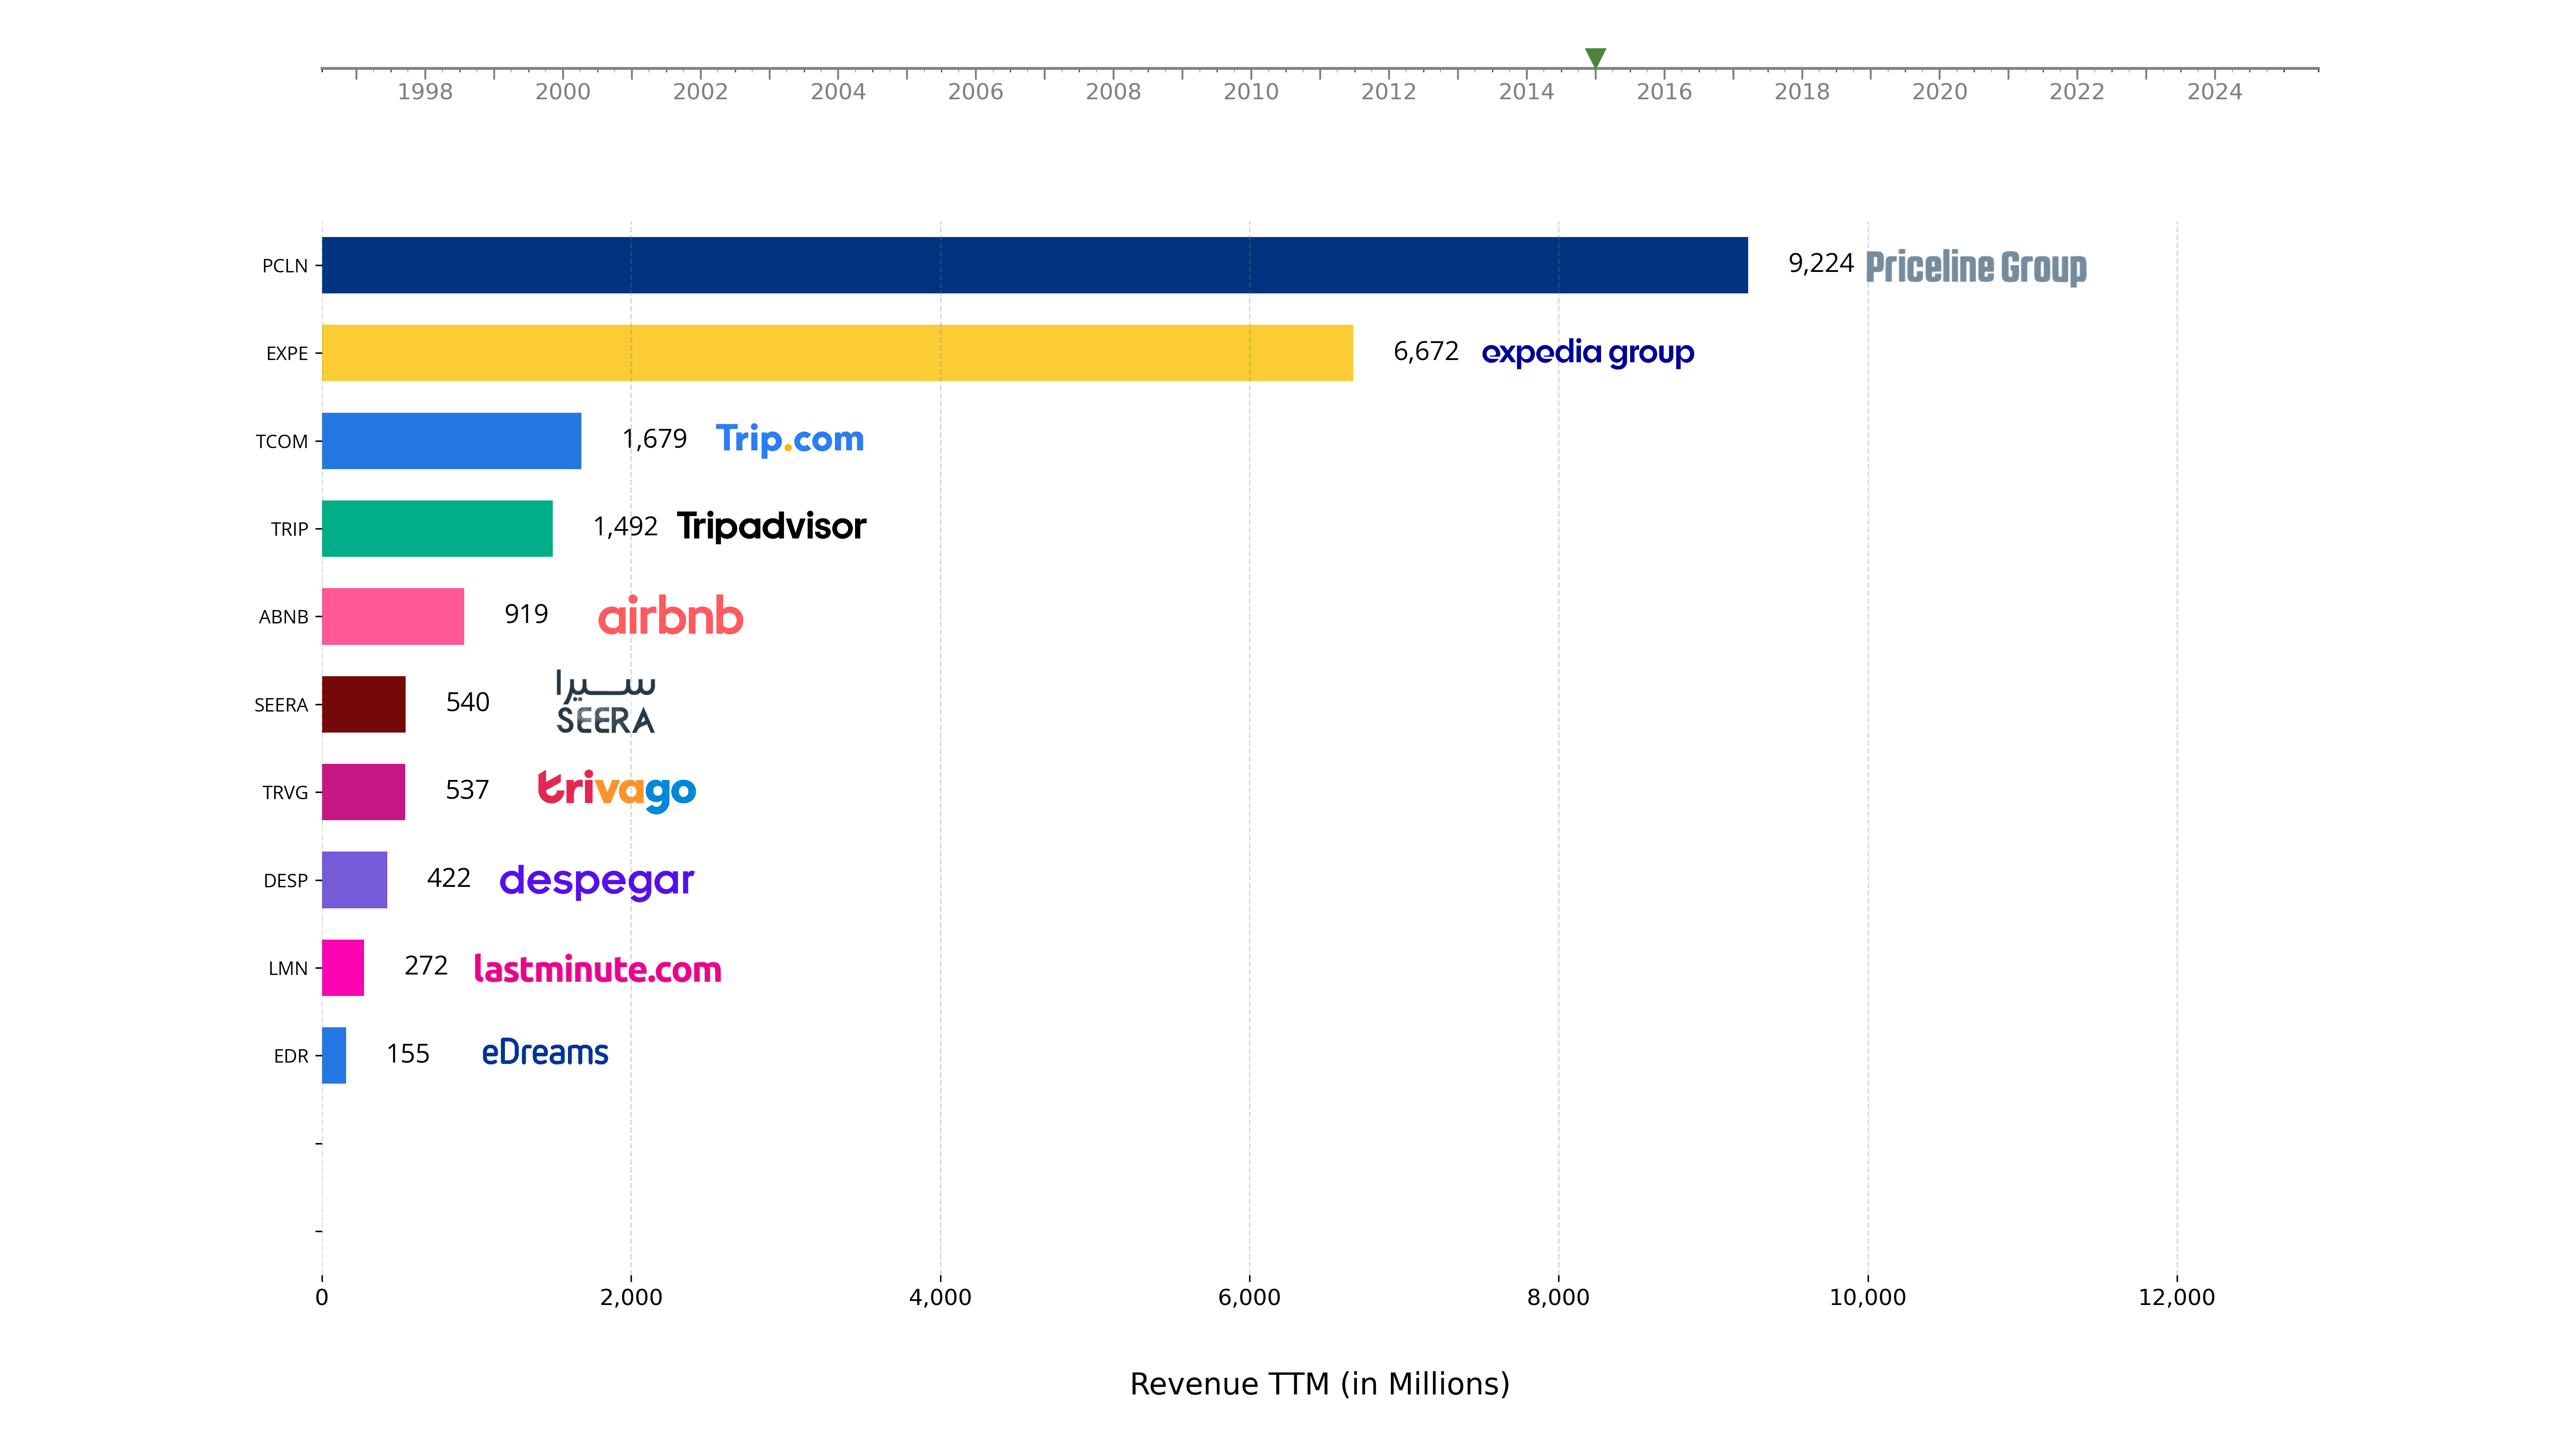 1998 2000 2002 2004 2006 2008 2010 2012 2014 2016 2018 2020 2022 2024
PCLN 9,224 Priceline Group
EXPE 6,672 expedia group
TCOM 1,679 Trip.com
TRIP 1,492 Tripadvisor
ABNB 919 airbnb
سيرا
SEERA 540 SEERA
TRVG 537 trivago
DESP 422 despegar
LMN 272 lastminute.com
EDR 155 eDreams
0 2,000 4,000 6,000 8,000 10,000 12,000
Revenue TTM (in Millions)